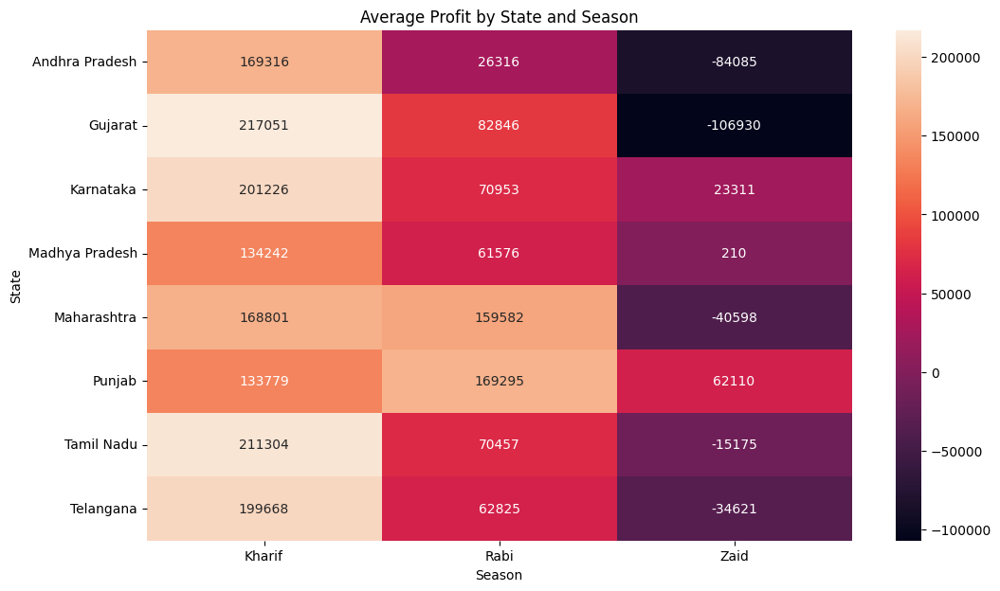 Average Profit by State and Season
State
Andhra Pradesh 169316 26316 -84085
Gujarat 217051 82846 -106930
Karnataka 201226 70953 23311
Madhya Pradesh 134242 61576 210
Maharashtra 168801 159582 -40598
Punjab 133779 169295 62110
Tamil Nadu 211304 70457 -15175
Telangana 199668 62825 -34621
Kharif Rabi Zaid
Season
200000
150000
100000
50000
0
−50000
−100000